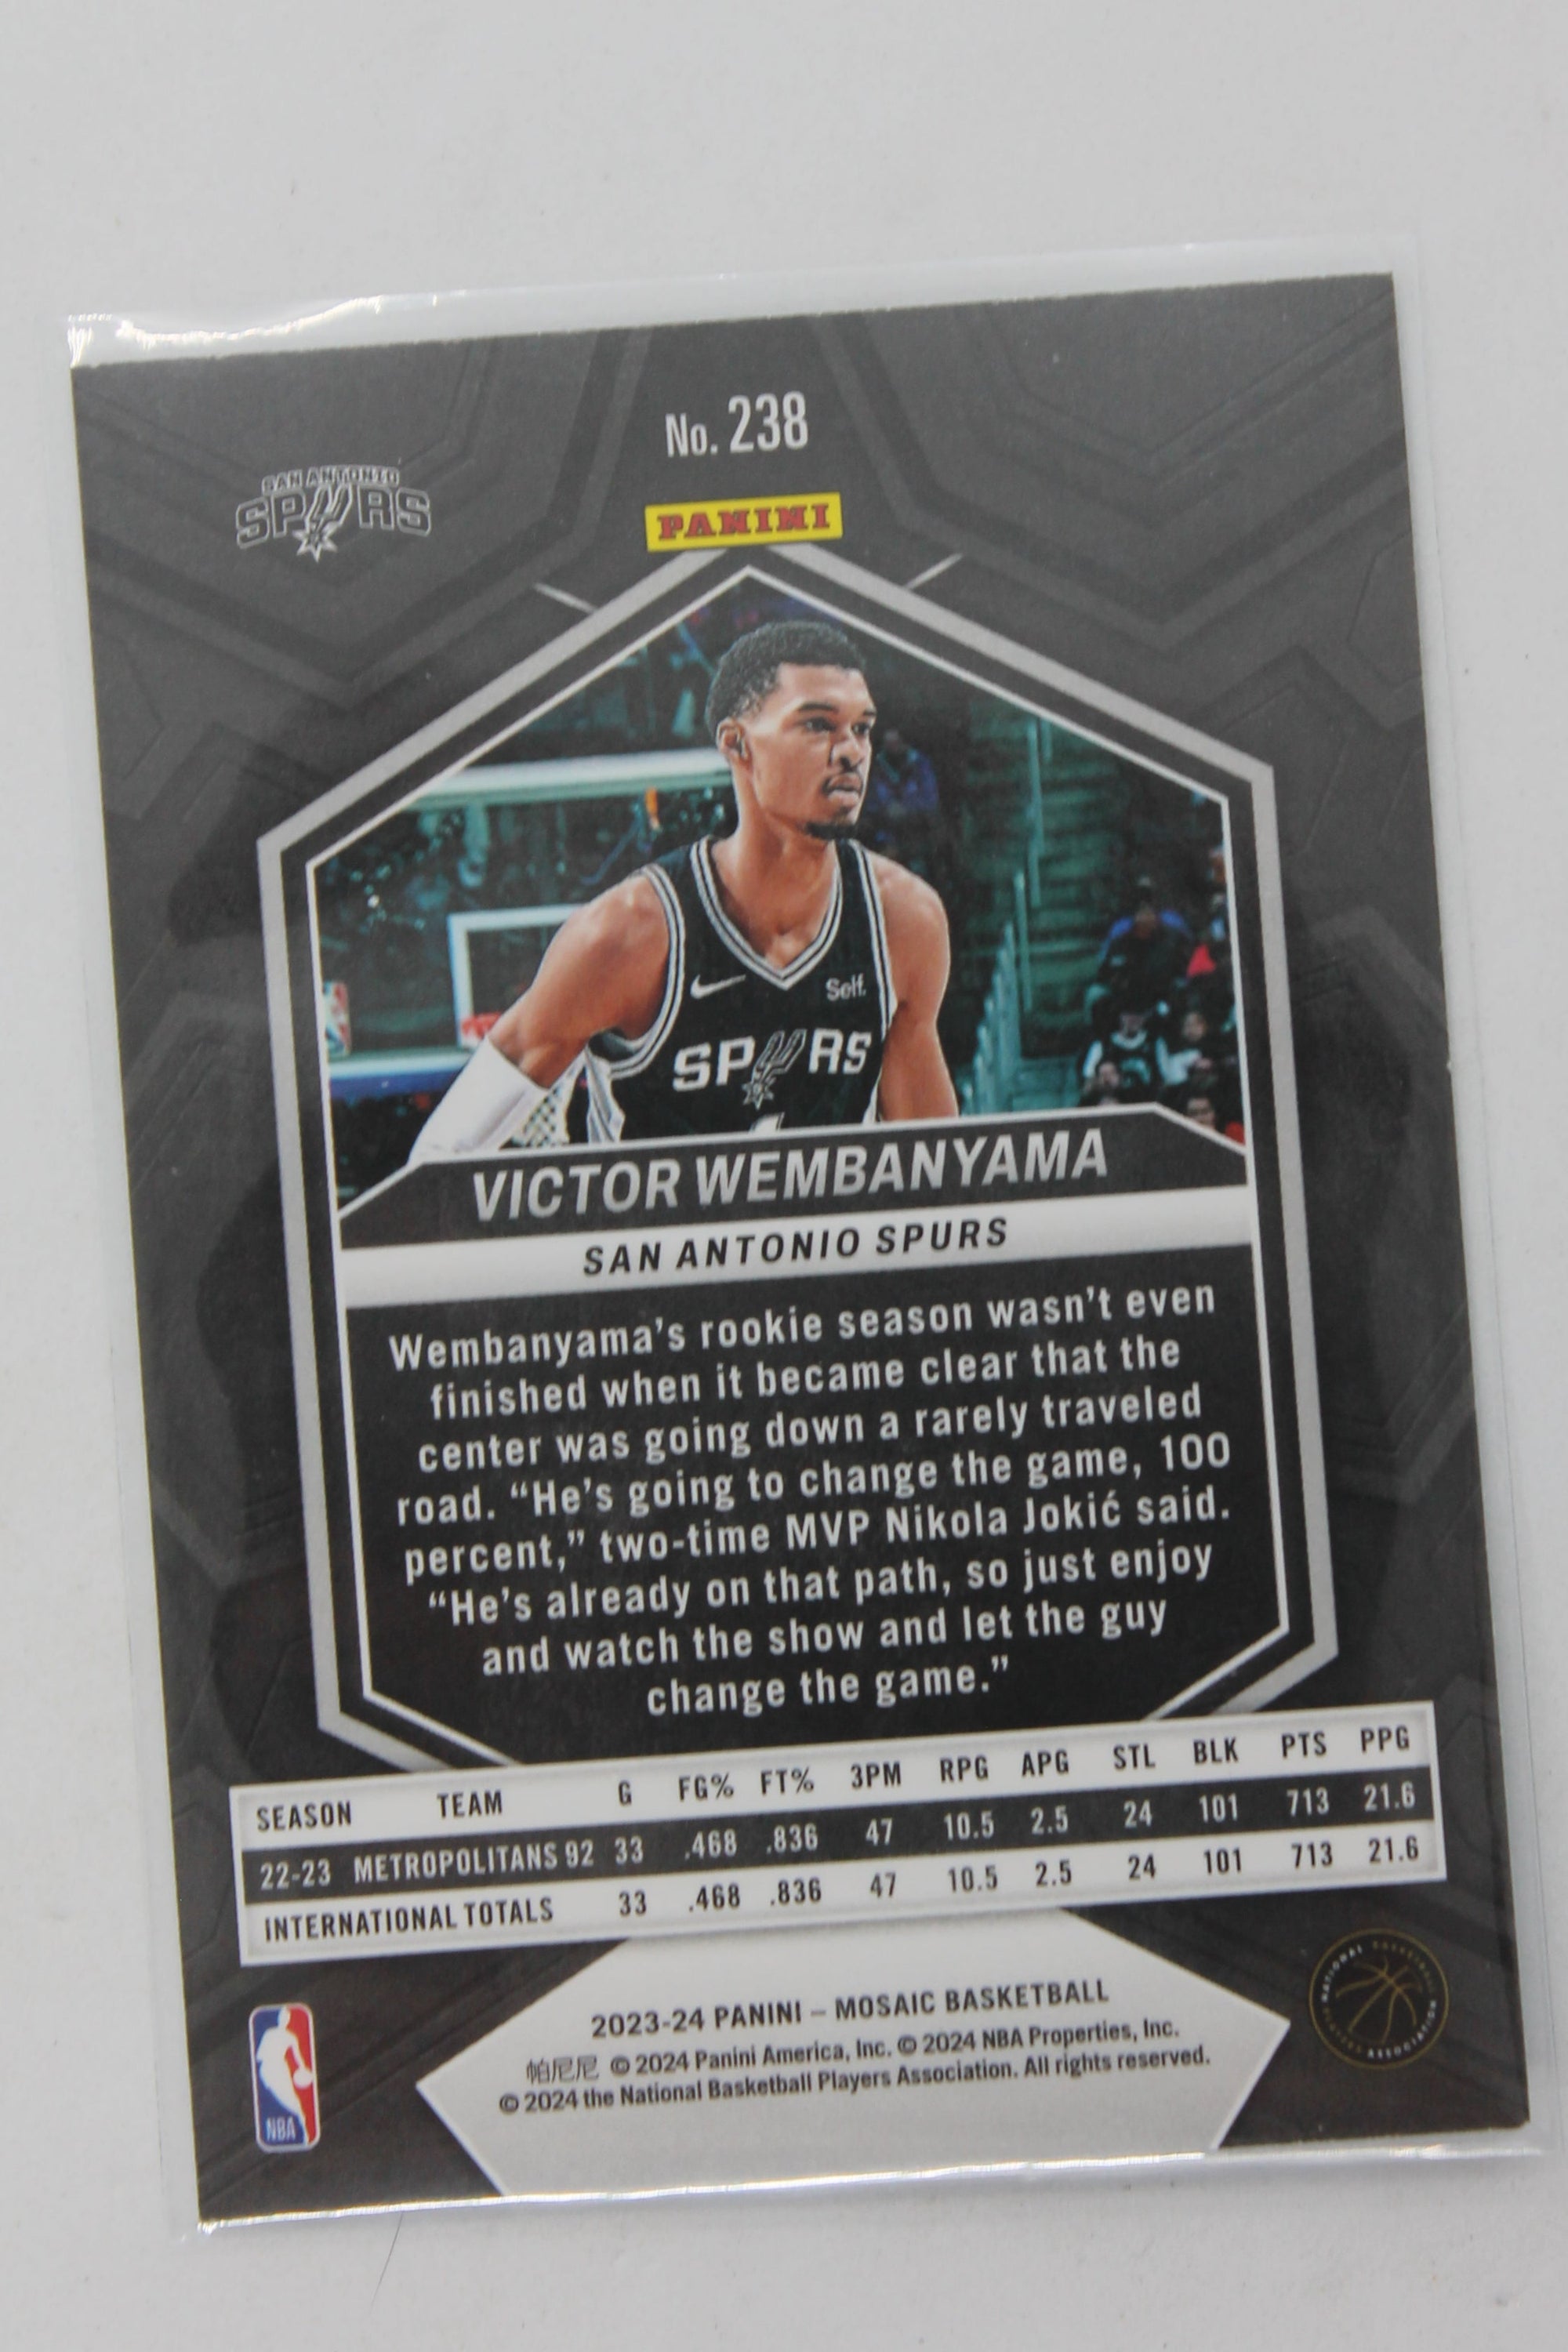 No. 238
SAN ANTONIO
SPURS
PANINI
Self.
SPURS
VICTOR WEMBANYAMA
SAN ANTONIO SPURS
Wembanyama's rookie season wasn't even
finished when it became clear that the
center was going down a rarely traveled
road. “He's going to change the game, 100
percent,” two-time MVP Nikola Jokić said.
“He's already on that path, so just enjoy
and watch the show and let the guy
change the game.”
SEASON TEAM G FG% FT% 3PM RPG APG STL BLK PTS PPG
22-23 METROPOLITANS 92 33 .468 .836 47 10.5 2.5 24 101 713 21.6
INTERNATIONAL TOTALS 33 .468 .836 47 10.5 2.5 24 101 713 21.6
NATIONAL BASKETBALL
PLAYERS ASSOCIATION
NBA
2023-24 PANINI – MOSAIC BASKETBALL
帕尼尼 © 2024 Panini America, Inc. © 2024 NBA Properties, Inc.
© 2024 the National Basketball Players Association. All rights reserved.